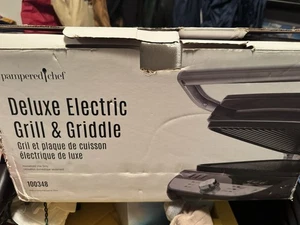 pampered chef
Deluxe Electric
Grill & Griddle
Gril et plaque de cuisson
électrique de luxe
100348